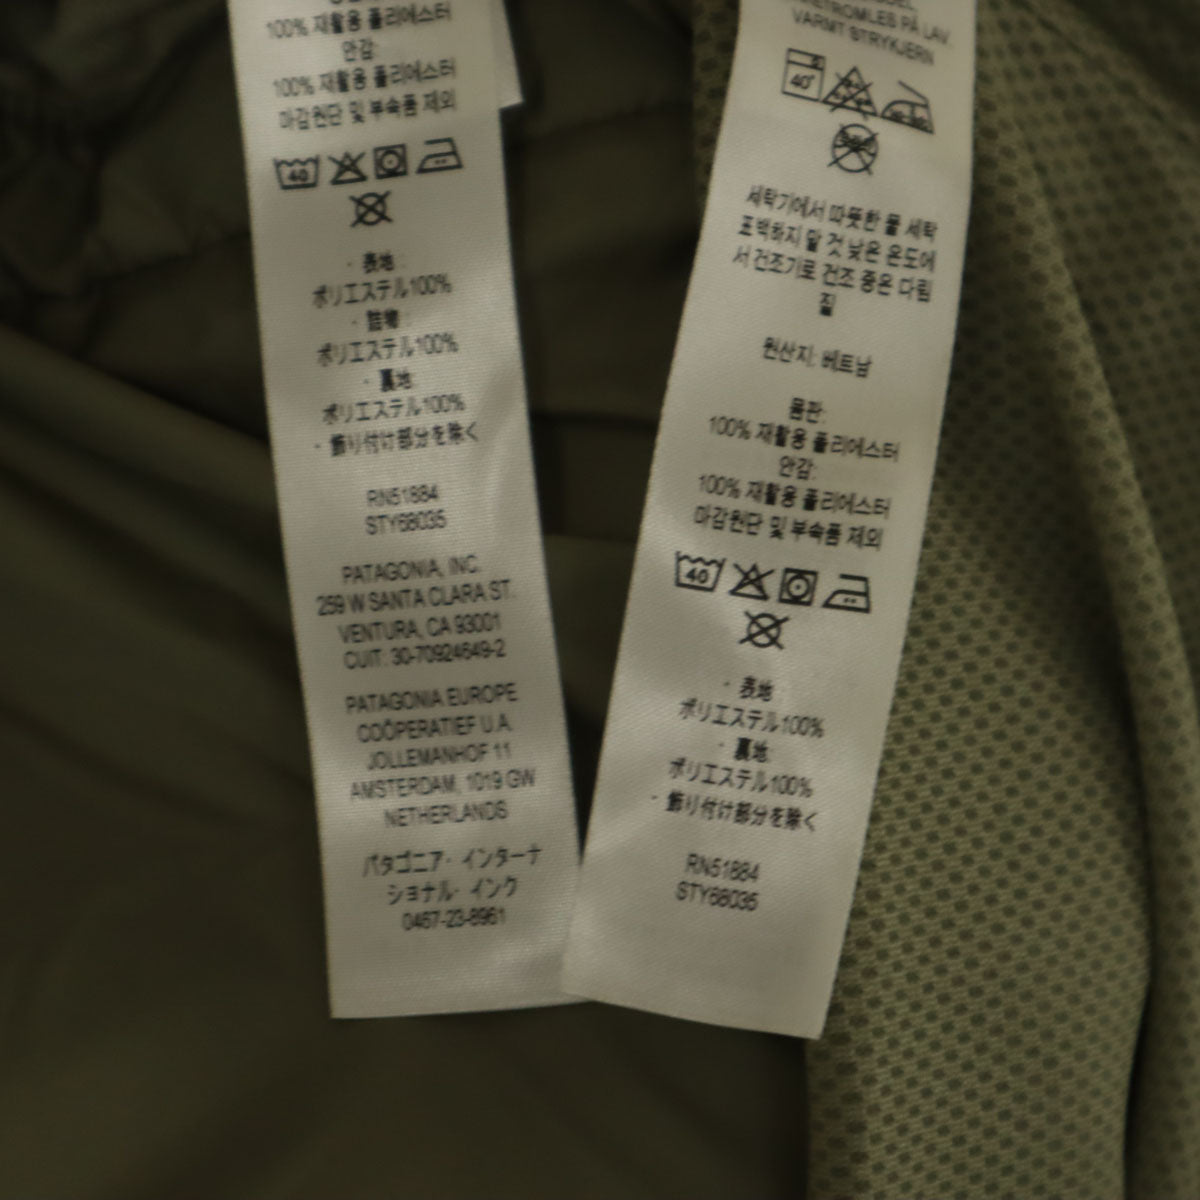 100% 재활용 폴리에스터
안감:
100% 재활용 폴리에스터
마감원단 및 부속품 제외
40
・表地:
ポリエステル100%
・詰物:
ポリエステル100%
・裏地:
ポリエステル100%
・飾り付け部分を除く
RN51884
STY68035
PATAGONIA, INC.
259 W SANTA CLARA ST.
VENTURA, CA 93001
CUIT: 30-70924649-2
PATAGONIA EUROPE
COÖPERATIEF U.A.
JOLLEMANHOF 11
AMSTERDAM, 1019 GW
NETHERLANDS
パタゴニア・インターナ
ショナル・インク
0467-23-8961
PÅ LAV.
VARMT STRYKJERN
40°
세탁기에서 따뜻한 물 세탁
표백하지 말 것 낮은 온도에
서 건조기로 건조 중온 다림
질
원산지: 베트남
몸판:
100% 재활용 폴리에스터
안감:
100% 재활용 폴리에스터
마감원단 및 부속품 제외
40
・表地:
ポリエステル100%
・裏地:
ポリエステル100%
・飾り付け部分を除く
RN51884
STY68035